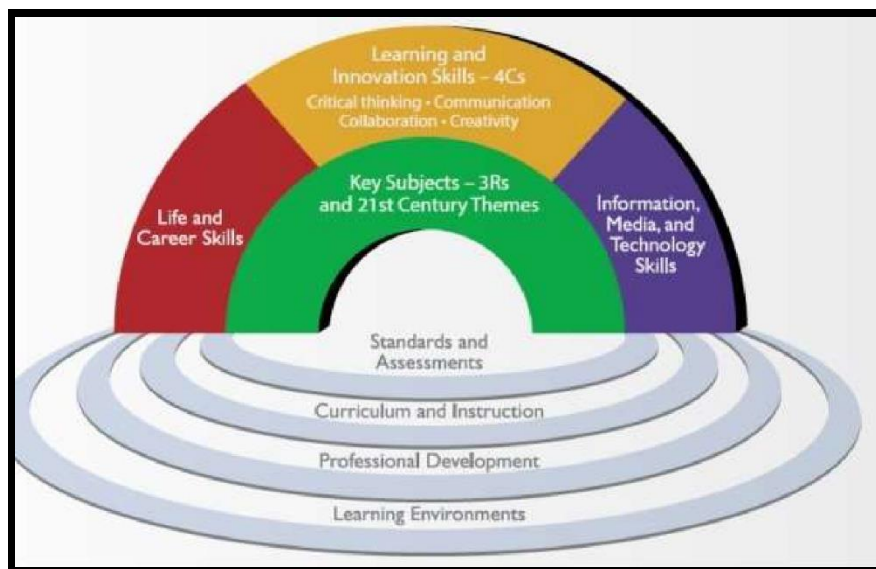 Learning and
Innovation Skills – 4Cs
Critical thinking • Communication
Collaboration • Creativity
Key Subjects – 3Rs
and 21st Century Themes
Life and
Career Skills
Information,
Media, and
Technology
Skills
Standards and
Assessments
Curriculum and Instruction
Professional Development
Learning Environments